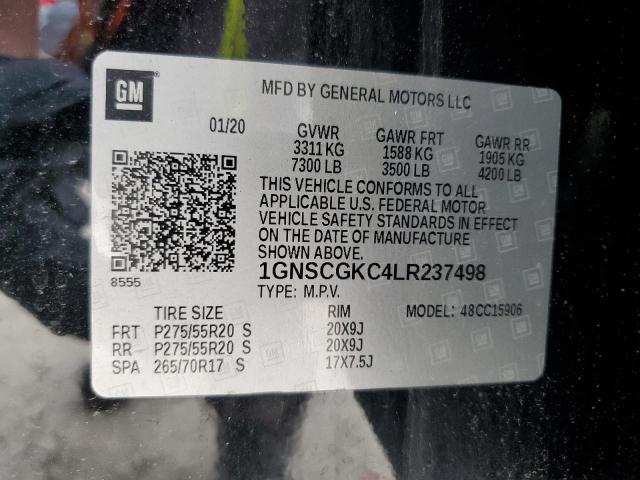 GM
MFD BY GENERAL MOTORS LLC
01/20 GVWR GAWR FRT GAWR RR
3311 KG 1588 KG 1905 KG
7300 LB 3500 LB 4200 LB
THIS VEHICLE CONFORMS TO ALL
APPLICABLE U.S. FEDERAL MOTOR
VEHICLE SAFETY STANDARDS IN EFFECT
ON THE DATE OF MANUFACTURE
SHOWN ABOVE.
8555 1GNSCGKC4LR237498
TYPE: M.P.V.
TIRE SIZE RIM MODEL: 48CC15906
FRT P275/55R20 S 20X9J
RR P275/55R20 S 20X9J
SPA 265/70R17 S 17X7.5J